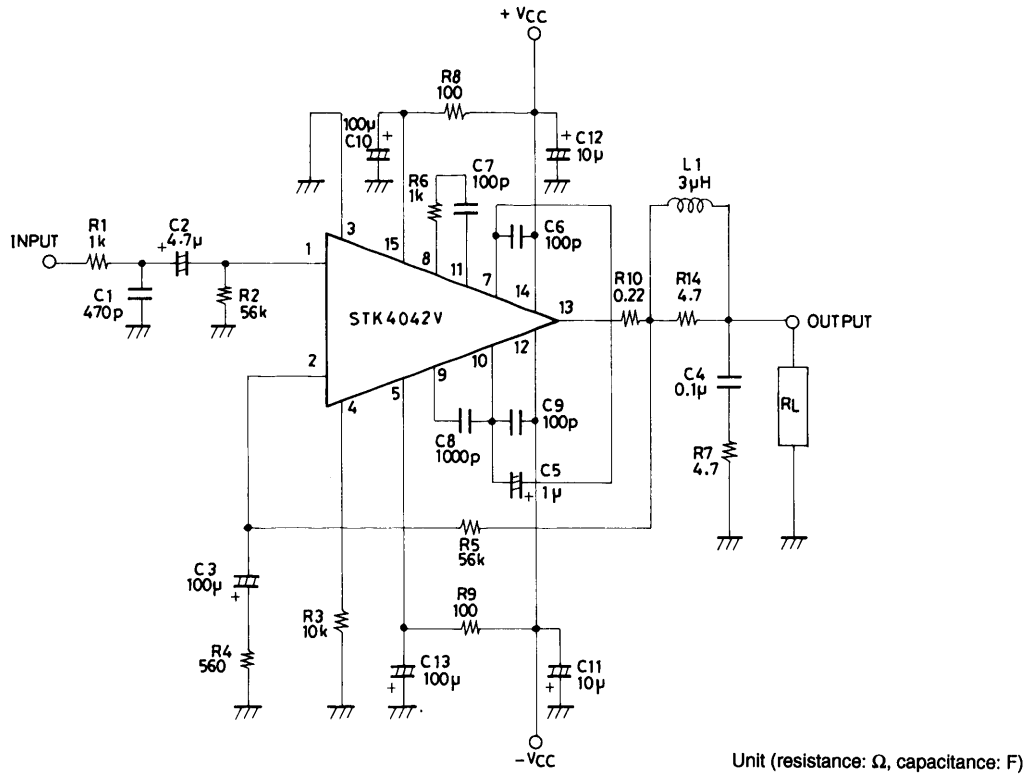 + VCC
R8
100
100µ
C10
+
+
C12
10µ
L1
3µH
C7
100p
R6
1k
3
15
8
11
7
14
C6
100p
R1
1k
C2
+
4.7µ
INPUT
1
C1
470p
R2
56k
STK4042V
13
R10
0.22
R14
4.7
OUTPUT
2
4
5
9
10
12
C8
1000p
C9
100p
C5
+
1µ
C4
0.1µ
RL
R7
4.7
R5
56k
C3
100µ
+
R3
10k
R9
100
R4
560
C13
100µ
+
C11
10µ
+
-VCC
Unit (resistance: Ω, capacitance: F)